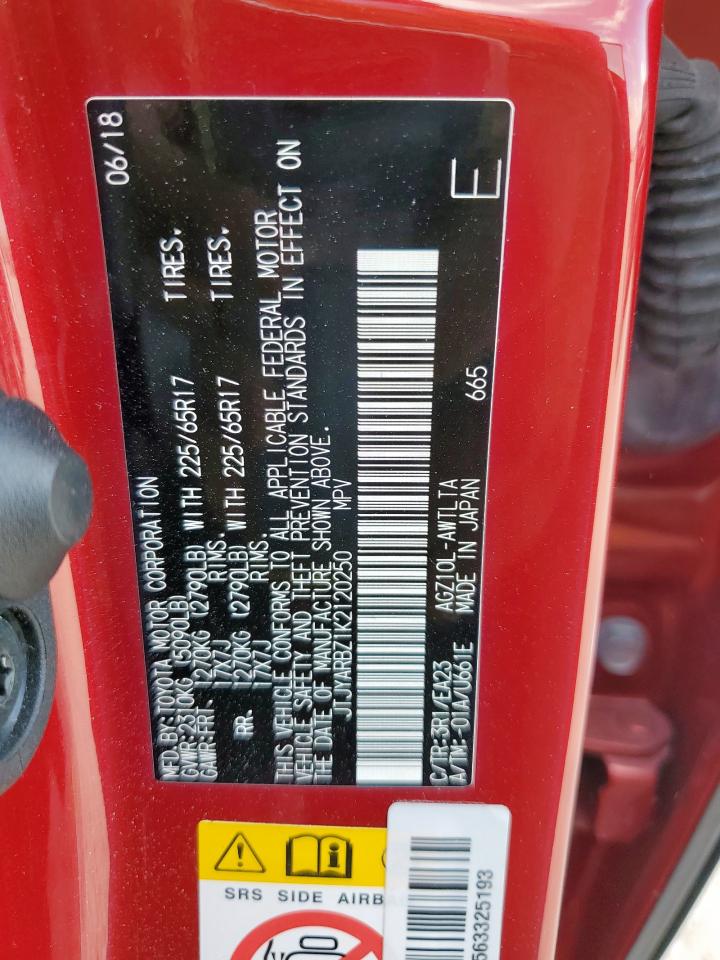 MFD.BY:TOYOTA MOTOR CORPORATION 06/18
GVWR:2310KG (5090LB)
GAWR:FRT. 1270KG (2790LB) WITH 225/65R17 TIRES.
17X7J RIMS.
RR. 1270KG (2790LB) WITH 225/65R17 TIRES.
17X7J RIMS.
THIS VEHICLE CONFORMS TO ALL APPLICABLE FEDERAL MOTOR
VEHICLE SAFETY AND THEFT PREVENTION STANDARDS IN EFFECT ON
THE DATE OF MANUFACTURE SHOWN ABOVE.
JTJYARBZ1K2120250 MPV
C/TR:3R1/EA23 AGZ10L-AWTLTA 665 E
A/TM:-01A/U661E MADE IN JAPAN
SRS SIDE AIRBA
563325193